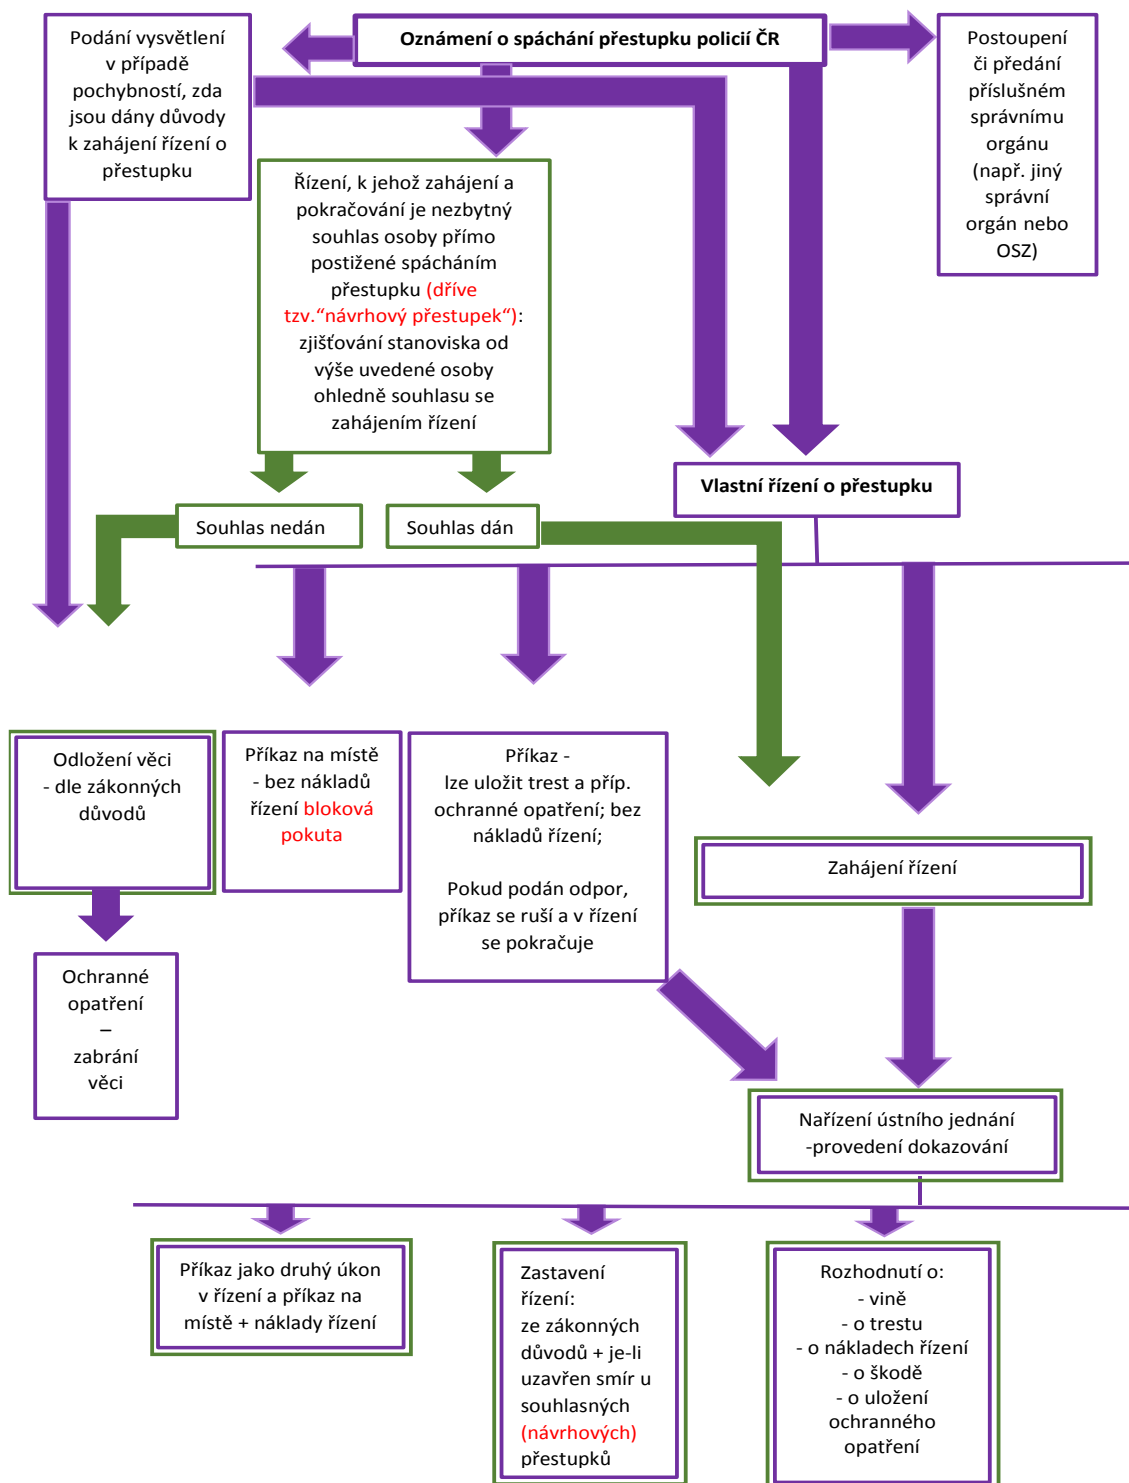 Podání vysvětlení
v případě
pochybností, zda
jsou dány důvody
k zahájení řízení o
přestupku
Oznámení o spáchání přestupku policií ČR
Postoupení
či předání
příslušném
správnímu
orgánu
(např. jiný
správní
orgán nebo
OSZ)
Řízení, k jehož zahájení a
pokračování je nezbytný
souhlas osoby přímo
postižené spácháním
přestupku (dříve
tzv.“návrhový přestupek“):
zjišťování stanoviska od
výše uvedené osoby
ohledně souhlasu se
zahájením řízení
Vlastní řízení o přestupku
Souhlas nedán
Souhlas dán
Odložení věci
- dle zákonných
důvodů
Příkaz na místě
- bez nákladů
řízení bloková
pokuta
Příkaz -
lze uložit trest a příp.
ochranné opatření; bez
nákladů řízení;
Pokud podán odpor,
příkaz se ruší a v řízení
se pokračuje
Zahájení řízení
Ochranné
opatření
–
zabrání
věci
Nařízení ústního jednání
-provedení dokazování
Příkaz jako druhý úkon
v řízení a příkaz na
místě + náklady řízení
Zastavení
řízení:
ze zákonných
důvodů + je-li
uzavřen smír u
souhlasných
(návrhových)
přestupků
Rozhodnutí o:
- vině
- o trestu
- o nákladech řízení
- o škodě
- o uložení
ochranného
opatření